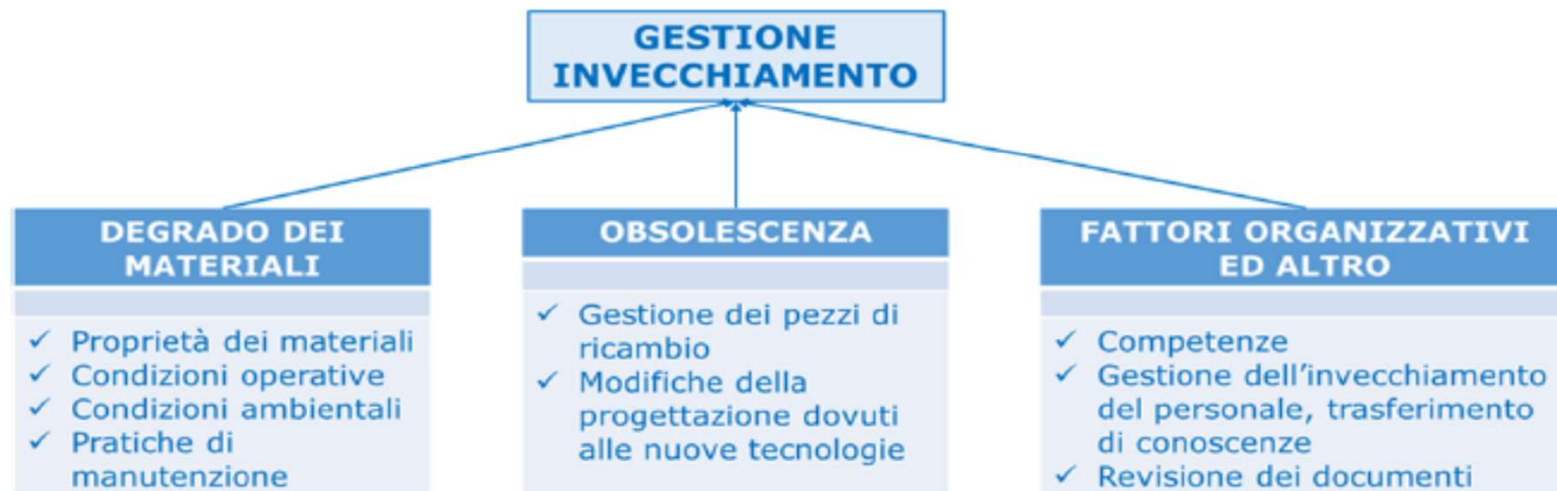 GESTIONE
INVECCHIAMENTO
DEGRADO DEI
MATERIALI
✓ Proprietà dei materiali
✓ Condizioni operative
✓ Condizioni ambientali
✓ Pratiche di
manutenzione
OBSOLESCENZA
✓ Gestione dei pezzi di
ricambio
✓ Modifiche della
progettazione dovuti
alle nuove tecnologie
FATTORI ORGANIZZATIVI
ED ALTRO
✓ Competenze
✓ Gestione dell'invecchiamento
del personale, trasferimento
di conoscenze
✓ Revisione dei documenti